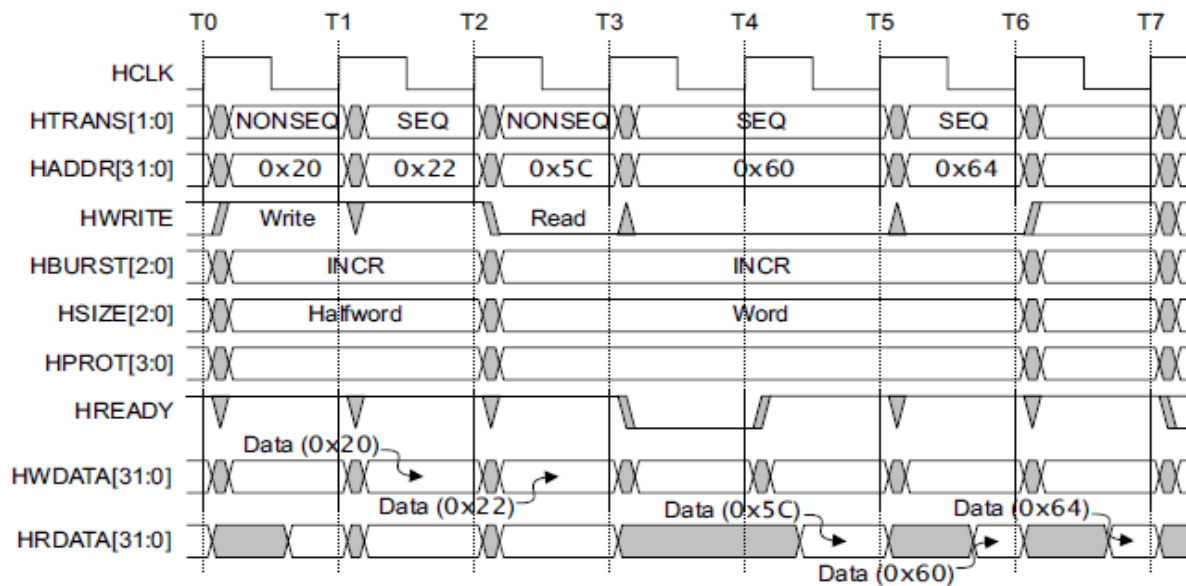 T0 T1 T2 T3 T4 T5 T6 T7
HCLK
HTRANS[1:0] NONSEQ SEQ NONSEQ SEQ SEQ
HADDR[31:0] 0x20 0x22 0x5C 0x60 0x64
HWRITE Write Read
HBURST[2:0] INCR INCR
HSIZE[2:0] Halfword Word
HPROT[3:0]
HREADY
Data (0x20)
HWDATA[31:0]
Data (0x22) Data (0x5C) Data (0x64)
HRDATA[31:0]
Data (0x60)